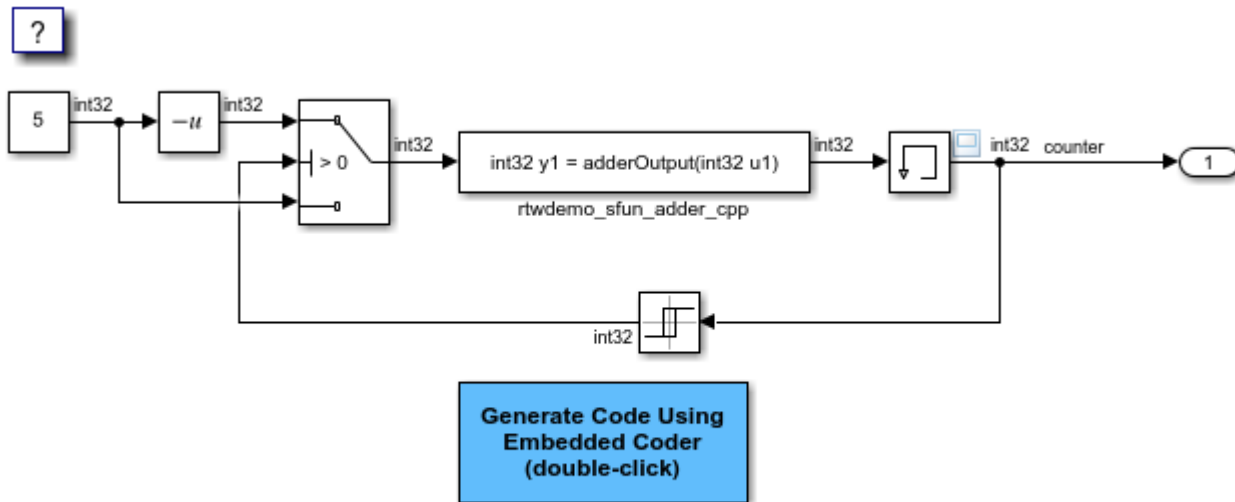 ?
5
int32
−u
int32
> 0
int32
int32 y1 = adderOutput(int32 u1)
rtwdemo_sfun_adder_cpp
int32
int32
counter
1
int32
Generate Code Using
Embedded Coder
(double-click)